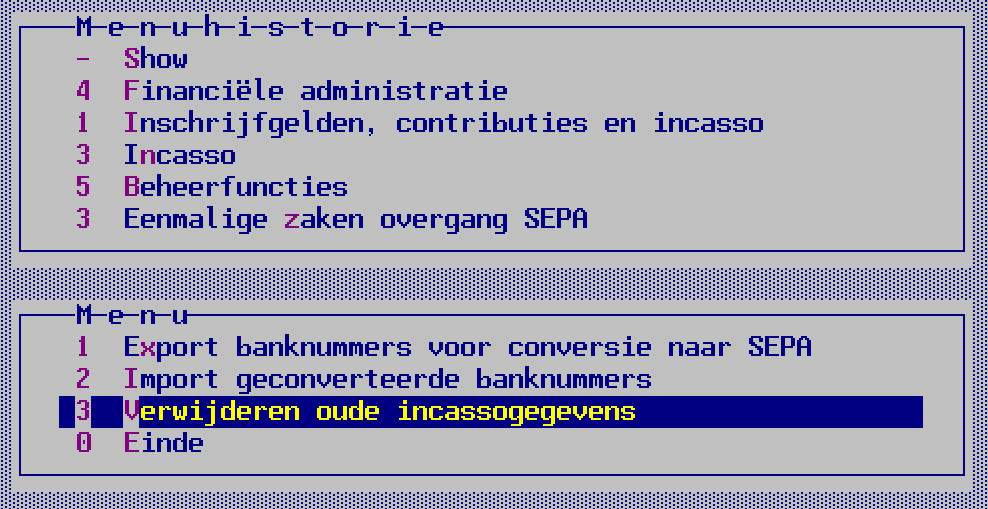 M-e-n-u-h-i-s-t-o-r-i-e
- Show
4 Financiële administratie
1 Inschrijfgelden, contributies en incasso
3 Incasso
5 Beheerfuncties
3 Eenmalige zaken overgang SEPA
M-e-n-u
1 Export banknummers voor conversie naar SEPA
2 Import geconverteerde banknummers
3 Verwijderen oude incassogegevens
0 Einde